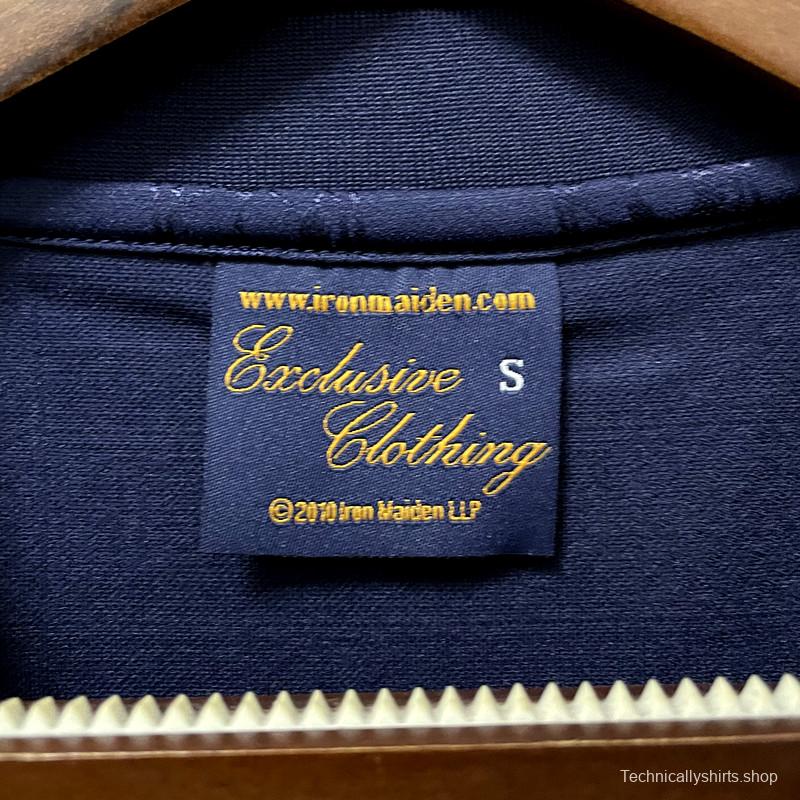 www.ironmaiden.com
Exclusive S
Clothing
©2010 Iron Maiden LLP
Technicallyshirts.shop